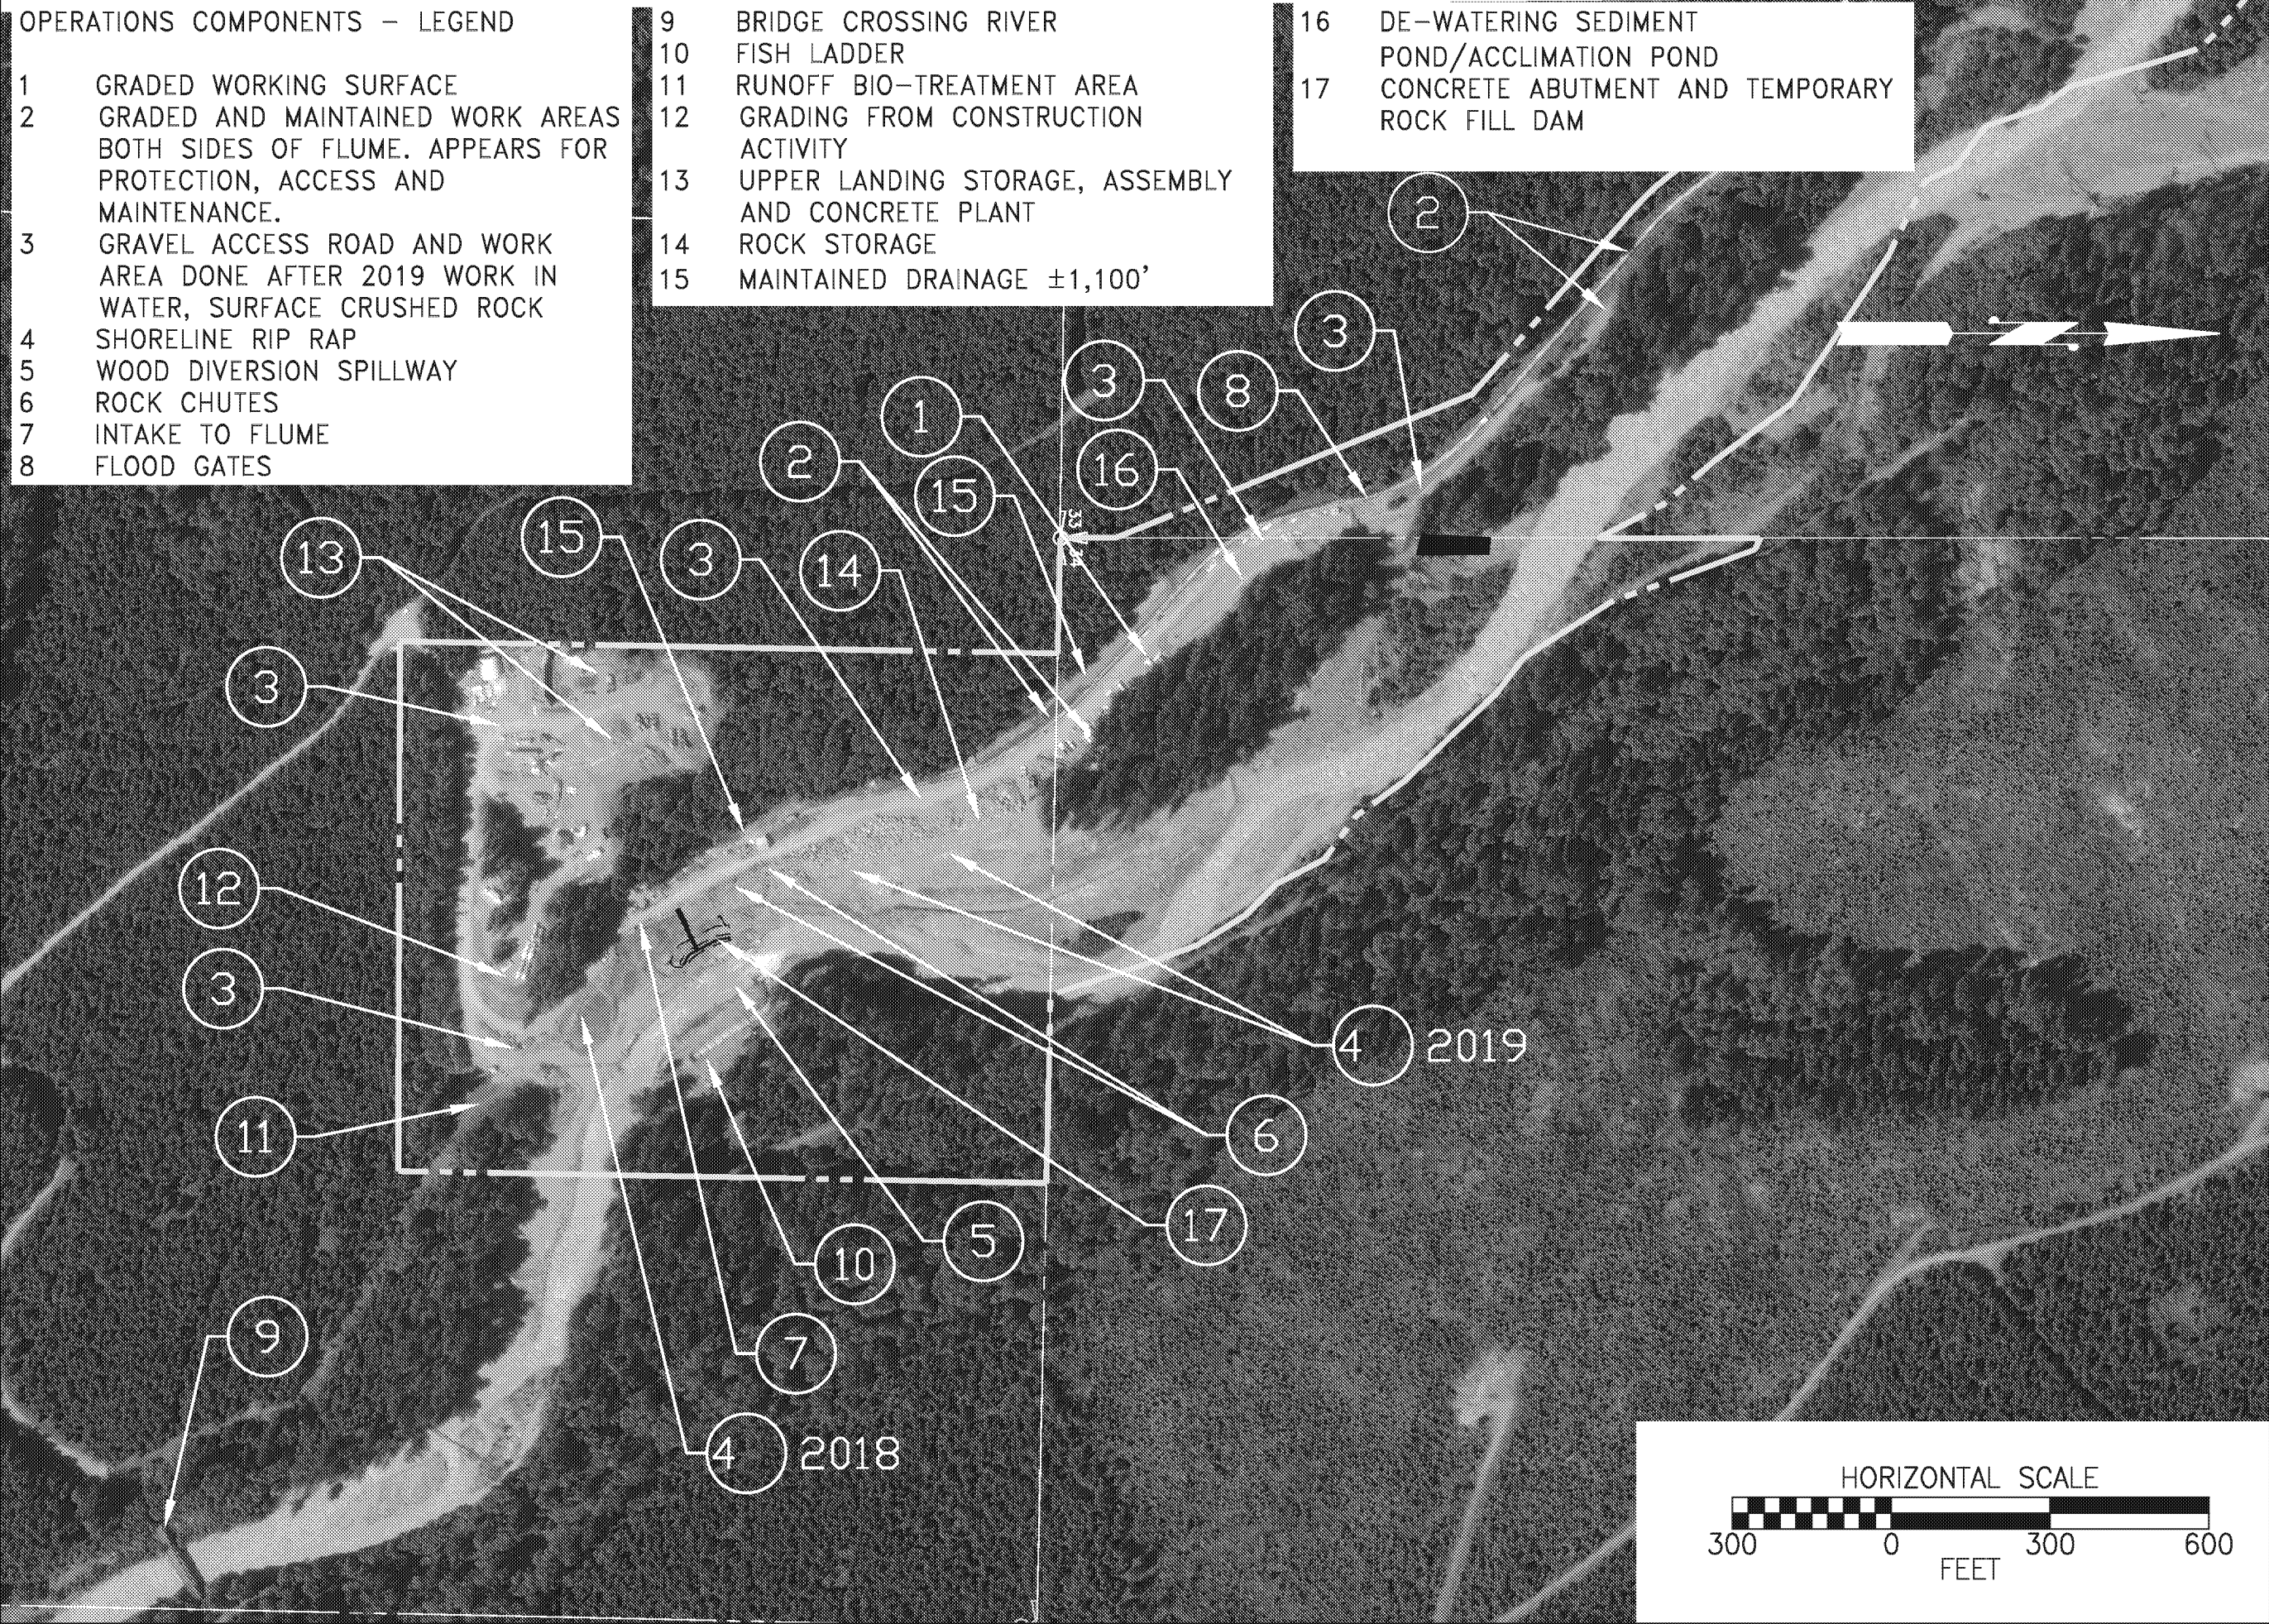 OPERATIONS COMPONENTS - LEGEND
1 GRADED WORKING SURFACE
2 GRADED AND MAINTAINED WORK AREAS
BOTH SIDES OF FLUME. APPEARS FOR
PROTECTION, ACCESS AND
MAINTENANCE.
3 GRAVEL ACCESS ROAD AND WORK
AREA DONE AFTER 2019 WORK IN
WATER, SURFACE CRUSHED ROCK
4 SHORELINE RIP RAP
5 WOOD DIVERSION SPILLWAY
6 ROCK CHUTES
7 INTAKE TO FLUME
8 FLOOD GATES
9 BRIDGE CROSSING RIVER
10 FISH LADDER
11 RUNOFF BIO-TREATMENT AREA
12 GRADING FROM CONSTRUCTION
ACTIVITY
13 UPPER LANDING STORAGE, ASSEMBLY
AND CONCRETE PLANT
14 ROCK STORAGE
15 MAINTAINED DRAINAGE ±1,100'
16 DE-WATERING SEDIMENT
POND/ACCLIMATION POND
17 CONCRETE ABUTMENT AND TEMPORARY
ROCK FILL DAM
2
3
3
8
1
2
16
15
33
34
15
3
14
13
3
12
3
4 2019
11
6
17
5
10
9
7
4 2018
HORIZONTAL SCALE
300 0 300 600
FEET